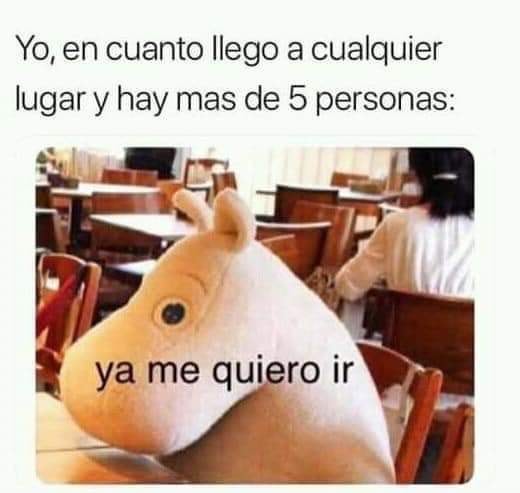 Yo, en cuanto llego a cualquier
lugar y hay mas de 5 personas:
ya me quiero ir